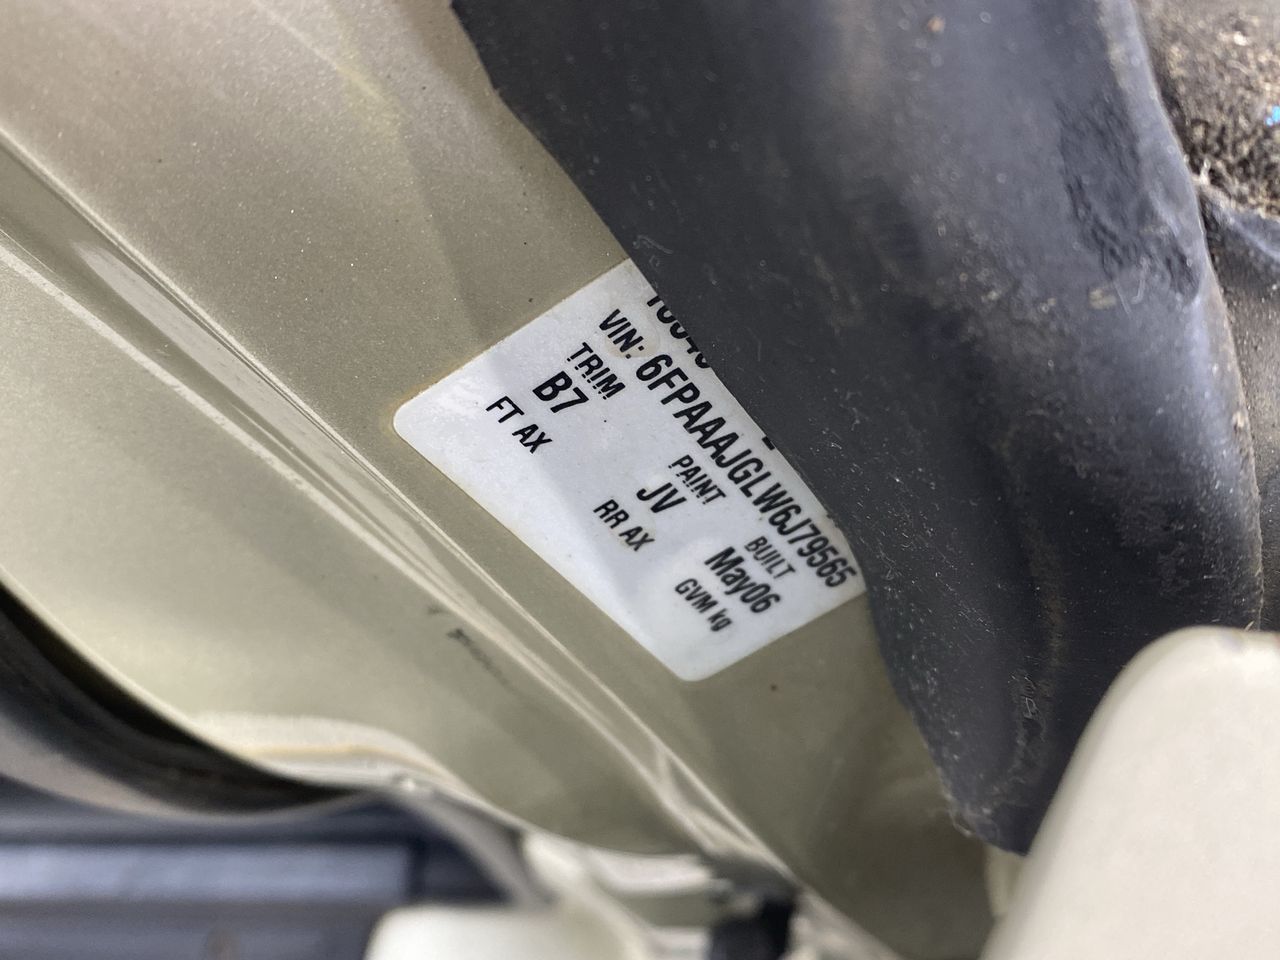 VIN: 6FPAAAJGLW6J79565
TRIM PAINT BUILT
B7 JV May06
FT AX RR AX GVM kg